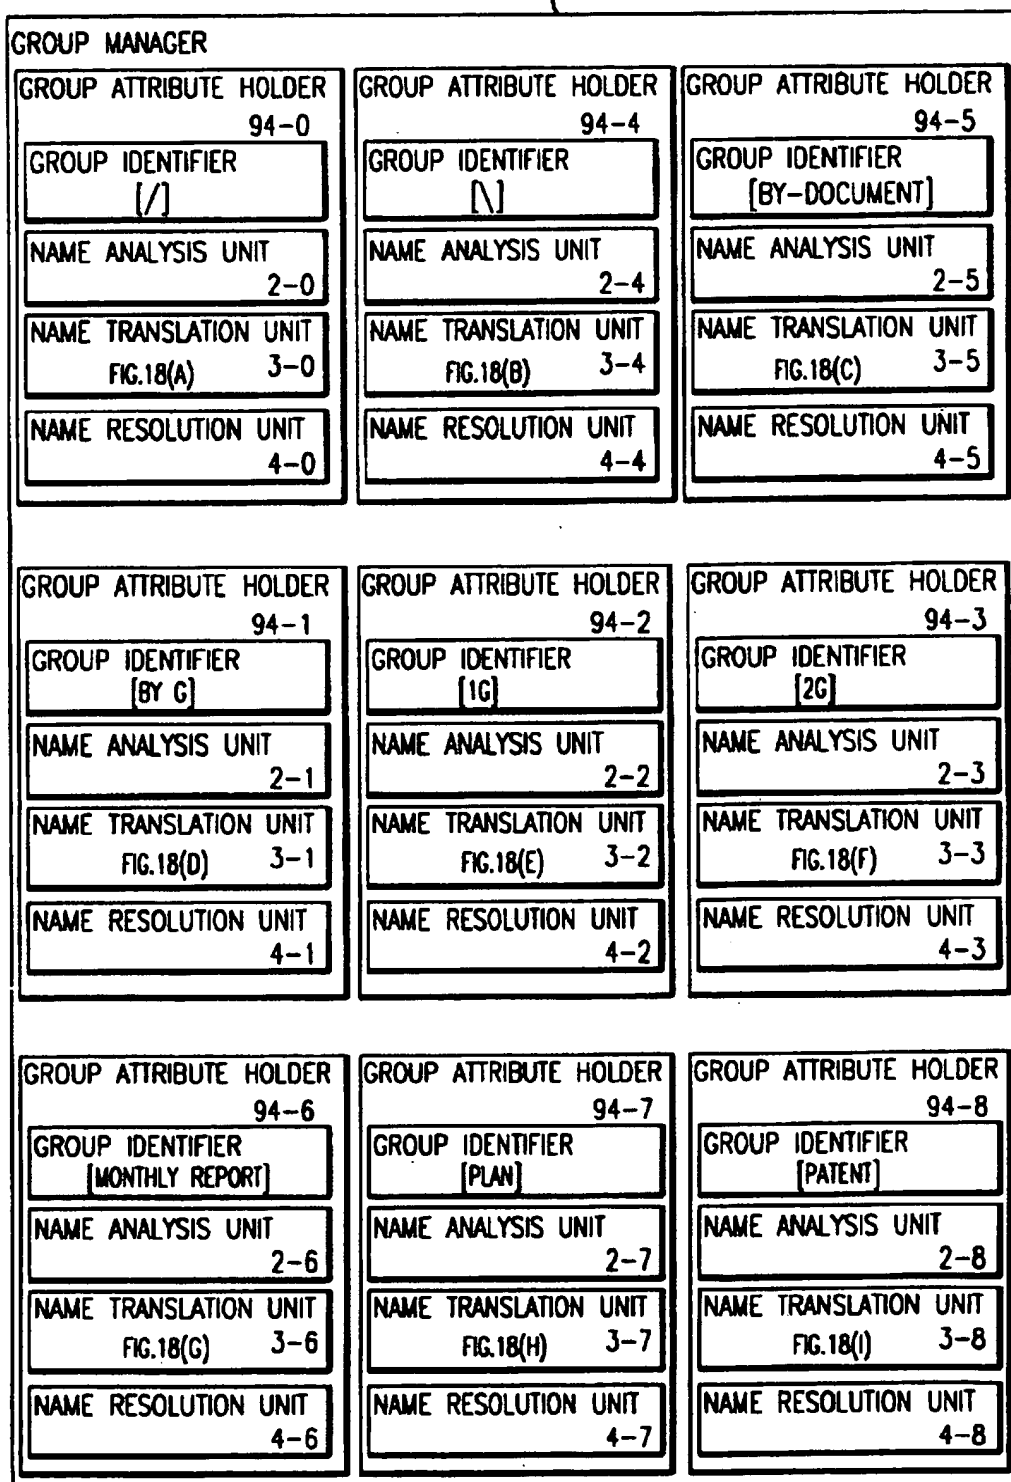 GROUP MANAGER
GROUP ATTRIBUTE HOLDER
94-0
GROUP IDENTIFIER
[/]
NAME ANALYSIS UNIT
2-0
NAME TRANSLATION UNIT
FIG.18(A) 3-0
NAME RESOLUTION UNIT
4-0
GROUP ATTRIBUTE HOLDER
94-4
GROUP IDENTIFIER
[\]
NAME ANALYSIS UNIT
2-4
NAME TRANSLATION UNIT
FIG.18(B) 3-4
NAME RESOLUTION UNIT
4-4
GROUP ATTRIBUTE HOLDER
94-5
GROUP IDENTIFIER
[BY-DOCUMENT]
NAME ANALYSIS UNIT
2-5
NAME TRANSLATION UNIT
FIG.18(C) 3-5
NAME RESOLUTION UNIT
4-5
GROUP ATTRIBUTE HOLDER
94-1
GROUP IDENTIFIER
[BY G]
NAME ANALYSIS UNIT
2-1
NAME TRANSLATION UNIT
FIG.18(D) 3-1
NAME RESOLUTION UNIT
4-1
GROUP ATTRIBUTE HOLDER
94-2
GROUP IDENTIFIER
[1G]
NAME ANALYSIS UNIT
2-2
NAME TRANSLATION UNIT
FIG.18(E) 3-2
NAME RESOLUTION UNIT
4-2
GROUP ATTRIBUTE HOLDER
94-3
GROUP IDENTIFIER
[2G]
NAME ANALYSIS UNIT
2-3
NAME TRANSLATION UNIT
FIG.18(F) 3-3
NAME RESOLUTION UNIT
4-3
GROUP ATTRIBUTE HOLDER
94-6
GROUP IDENTIFIER
[MONTHLY REPORT]
NAME ANALYSIS UNIT
2-6
NAME TRANSLATION UNIT
FIG.18(G) 3-6
NAME RESOLUTION UNIT
4-6
GROUP ATTRIBUTE HOLDER
94-7
GROUP IDENTIFIER
[PLAN]
NAME ANALYSIS UNIT
2-7
NAME TRANSLATION UNIT
FIG.18(H) 3-7
NAME RESOLUTION UNIT
4-7
GROUP ATTRIBUTE HOLDER
94-8
GROUP IDENTIFIER
[PATENT]
NAME ANALYSIS UNIT
2-8
NAME TRANSLATION UNIT
FIG.18(I) 3-8
NAME RESOLUTION UNIT
4-8